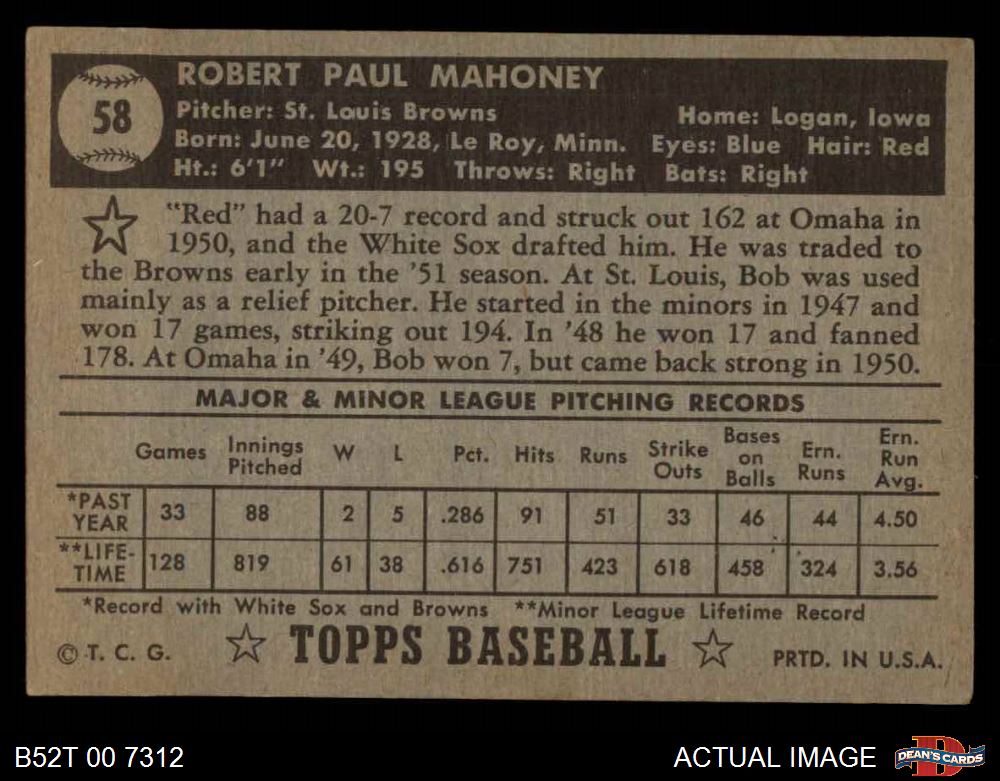 58
ROBERT PAUL MAHONEY
Pitcher: St. Louis Browns Home: Logan, Iowa
Born: June 20, 1928, Le Roy, Minn. Eyes: Blue Hair: Red
Ht.: 6'1" Wt.: 195 Throws: Right Bats: Right
"Red" had a 20-7 record and struck out 162 at Omaha in
1950, and the White Sox drafted him. He was traded to
the Browns early in the '51 season. At St. Louis, Bob was used
mainly as a relief pitcher. He started in the minors in 1947 and
won 17 games, striking out 194. In '48 he won 17 and fanned
178. At Omaha in '49, Bob won 7, but came back strong in 1950.
MAJOR & MINOR LEAGUE PITCHING RECORDS
Games Innings Pitched W L Pct. Hits Runs Strike Outs Bases on Balls Ern. Runs Ern. Run Avg.
*PAST YEAR 33 88 2 5 .286 91 51 33 46 44 4.50
**LIFE-TIME 128 819 61 38 .616 751 423 618 458 324 3.56
*Record with White Sox and Browns **Minor League Lifetime Record
© T. C. G. TOPPS BASEBALL PRTD. IN U.S.A.
B52T 00 7312 ACTUAL IMAGE D DEAN'S CARDS